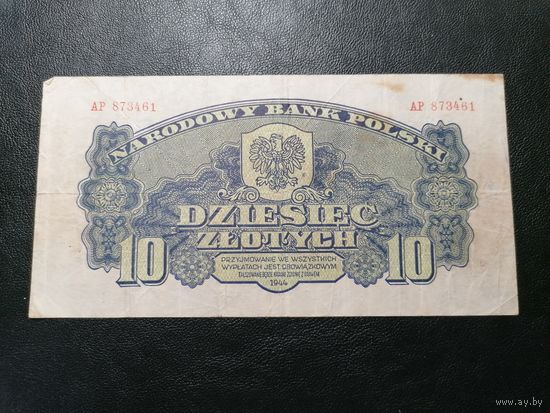 AP 873461 AP 873461
NARODOWY BANK POLSKI
DZIESIĘĆ
ZŁOTYCH
10 10
PRZYJMOWANIE WE WSZYSTKICH
WYPŁATACH JEST OBOWIĄZKOWYM
1944
www.ay.by